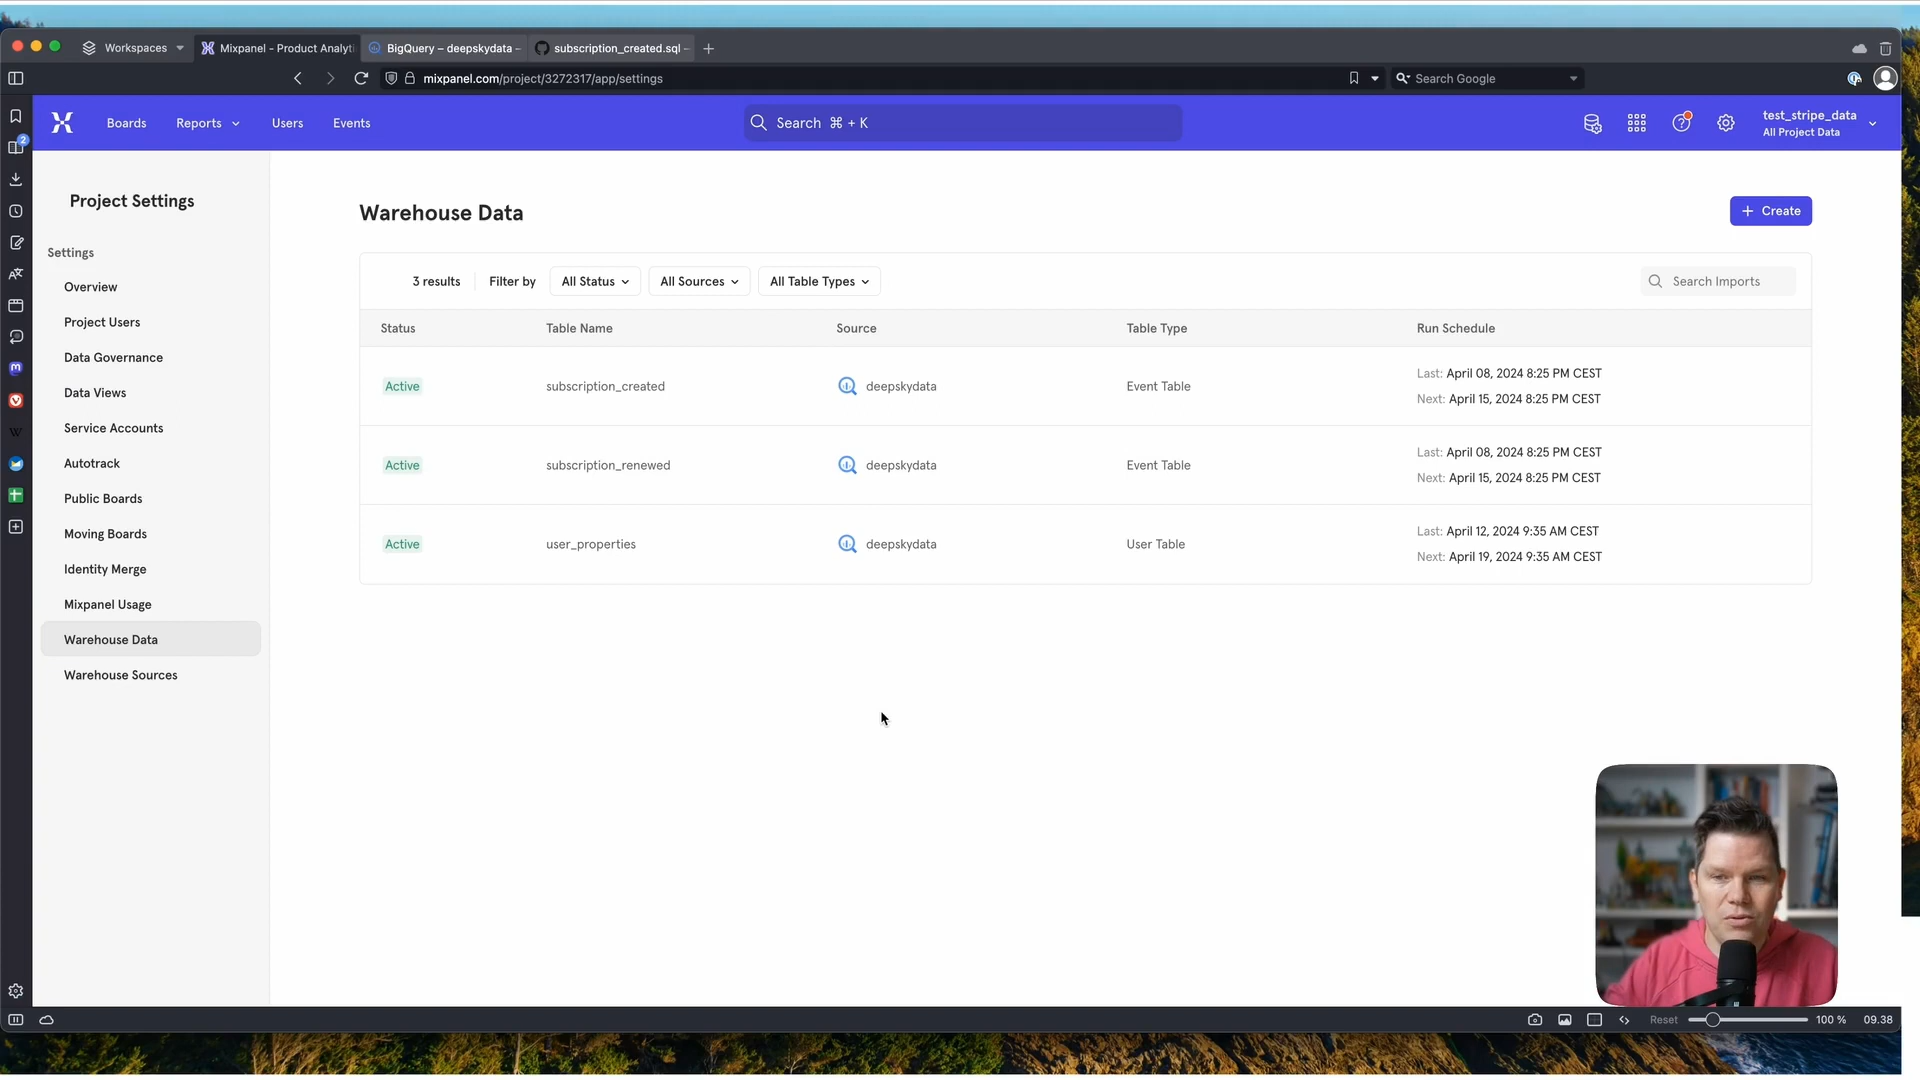 Workspaces
Mixpanel - Product Analyti
BigQuery – deepskydata -
subscription_created.sql -
mixpanel.com/project/3272317/app/settings
Search Google
Boards
Reports
Users
Events
Search ⌘ + K
test_stripe_data
All Project Data
2
Project Settings
Settings
Overview
Project Users
Data Governance
Data Views
Service Accounts
Autotrack
Public Boards
Moving Boards
Identity Merge
Mixpanel Usage
Warehouse Data
Warehouse Sources
Warehouse Data
+ Create
3 results
Filter by
All Status
All Sources
All Table Types
Search Imports
Status
Table Name
Source
Table Type
Run Schedule
Active
subscription_created
deepskydata
Event Table
Last: April 08, 2024 8:25 PM CEST
Next: April 15, 2024 8:25 PM CEST
Active
subscription_renewed
deepskydata
Event Table
Last: April 08, 2024 8:25 PM CEST
Next: April 15, 2024 8:25 PM CEST
Active
user_properties
deepskydata
User Table
Last: April 12, 2024 9:35 AM CEST
Next: April 19, 2024 9:35 AM CEST
Reset
100 %
09.38